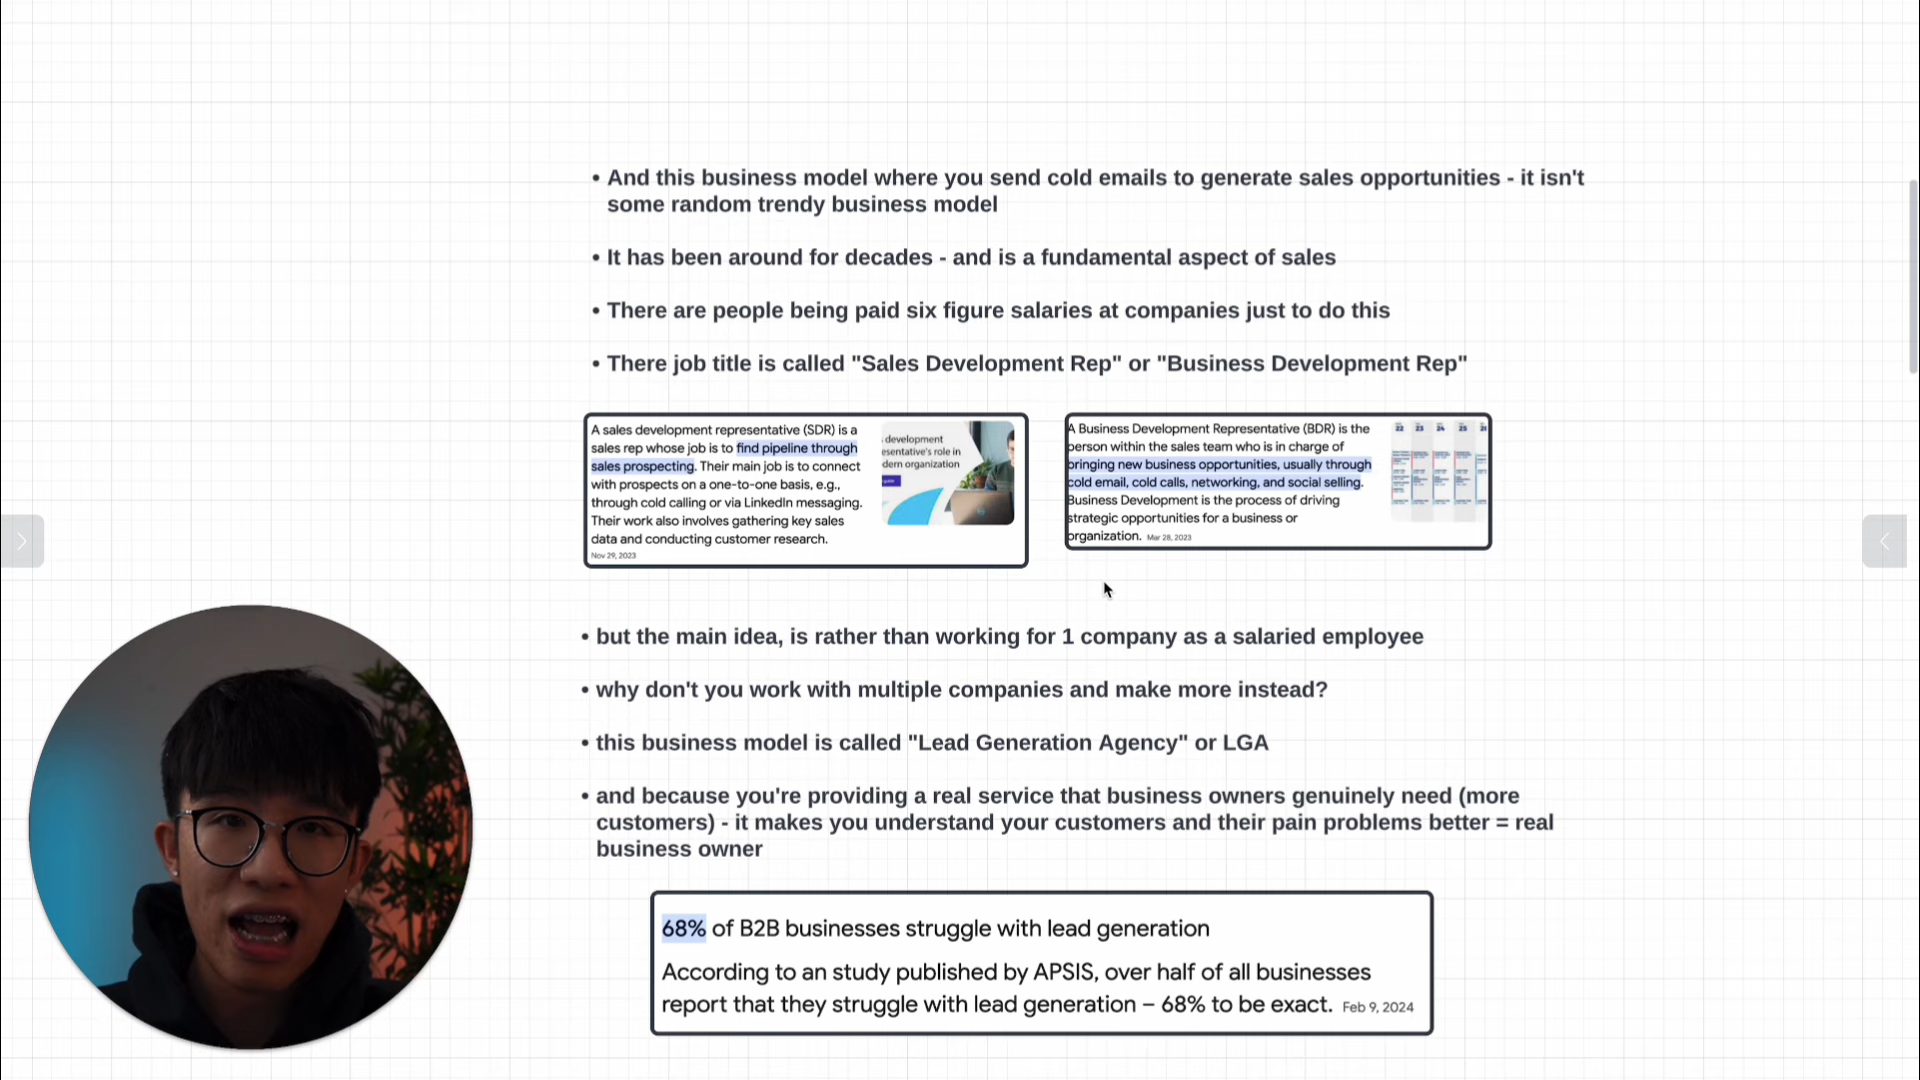 • And this business model where you send cold emails to generate sales opportunities - it isn't
some random trendy business model
• It has been around for decades - and is a fundamental aspect of sales
• There are people being paid six figure salaries at companies just to do this
• There job title is called "Sales Development Rep" or "Business Development Rep"
A sales development representative (SDR) is a
sales rep whose job is to find pipeline through
sales prospecting. Their main job is to connect
with prospects on a one-to-one basis, e.g.,
through cold calling or via LinkedIn messaging.
Their work also involves gathering key sales
data and conducting customer research.
Nov 29, 2023
development
esentative's role in
dern organization
A Business Development Representative (BDR) is the
person within the sales team who is in charge of
bringing new business opportunities, usually through
cold email, cold calls, networking, and social selling.
Business Development is the process of driving
strategic opportunities for a business or
organization. Mar 28, 2023
22 23 24 25
• but the main idea, is rather than working for 1 company as a salaried employee
• why don't you work with multiple companies and make more instead?
• this business model is called "Lead Generation Agency" or LGA
• and because you're providing a real service that business owners genuinely need (more
customers) - it makes you understand your customers and their pain problems better = real
business owner
68% of B2B businesses struggle with lead generation
According to an study published by APSIS, over half of all businesses
report that they struggle with lead generation – 68% to be exact. Feb 9, 2024